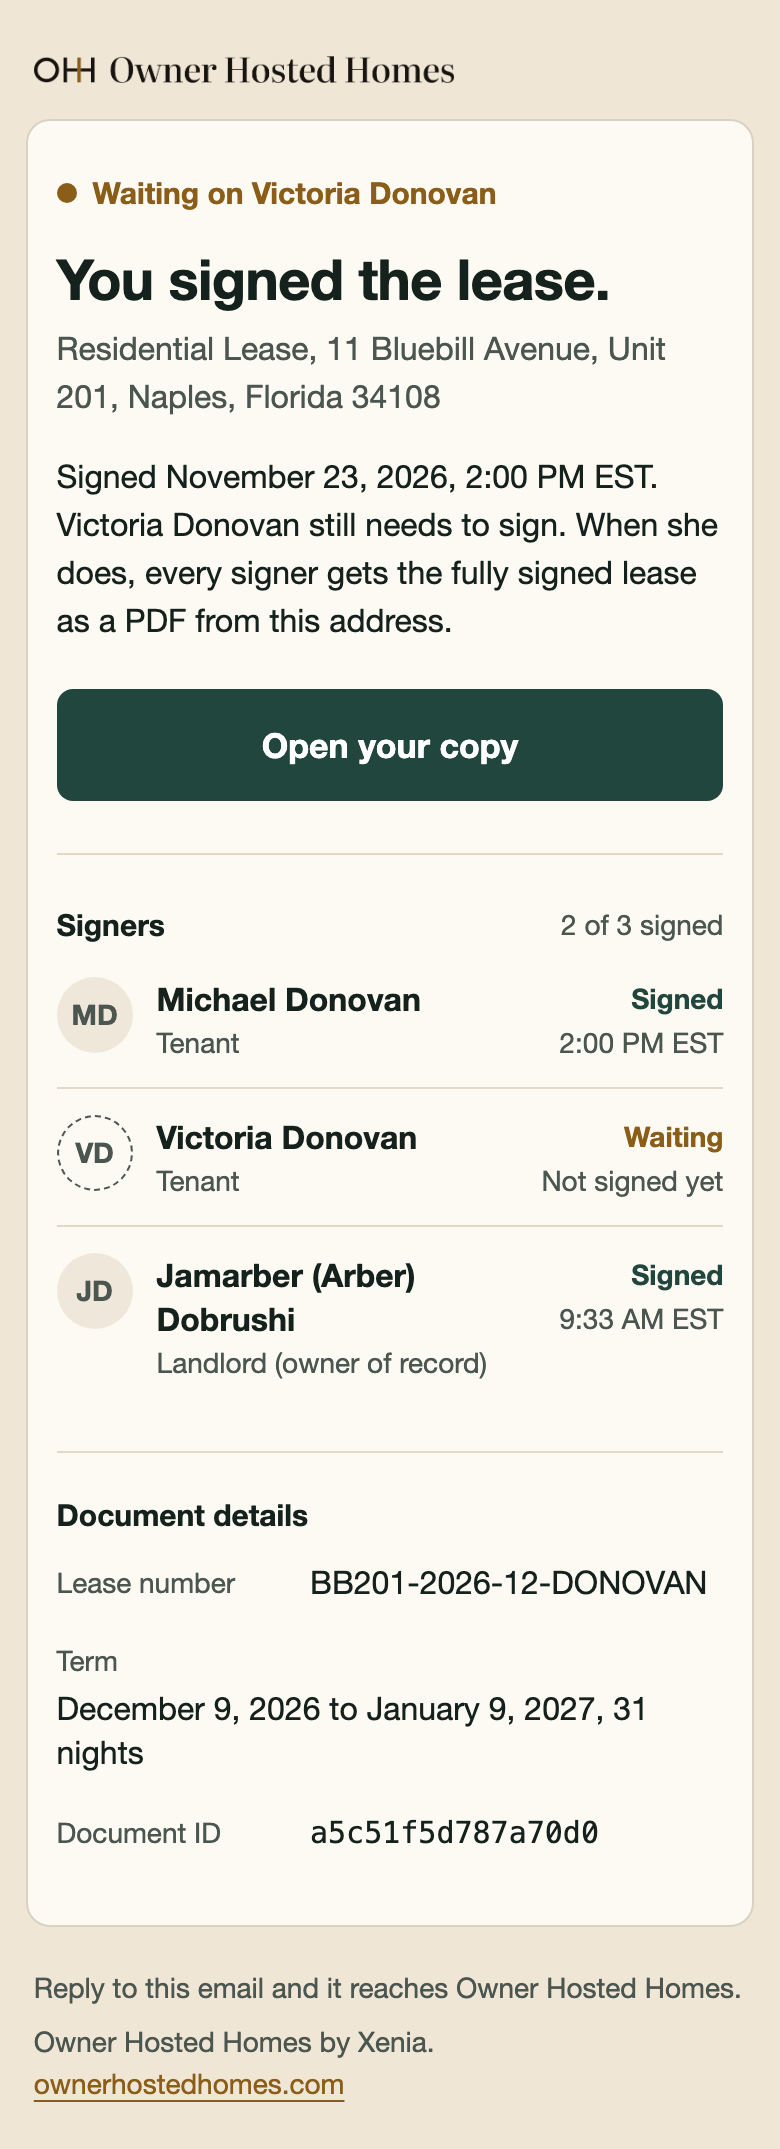 OHH Owner Hosted Homes
Waiting on Victoria Donovan
You signed the lease.
Residential Lease, 11 Bluebill Avenue, Unit
201, Naples, Florida 34108
Signed November 23, 2026, 2:00 PM EST.
Victoria Donovan still needs to sign. When she
does, every signer gets the fully signed lease
as a PDF from this address.
Open your copy
Signers 2 of 3 signed
MD Michael Donovan Signed
Tenant 2:00 PM EST
VD Victoria Donovan Waiting
Tenant Not signed yet
JD Jamarber (Arber) Signed
Dobrushi 9:33 AM EST
Landlord (owner of record)
Document details
Lease number BB201-2026-12-DONOVAN
Term
December 9, 2026 to January 9, 2027, 31
nights
Document ID a5c51f5d787a70d0
Reply to this email and it reaches Owner Hosted Homes.
Owner Hosted Homes by Xenia.
ownerhostedhomes.com